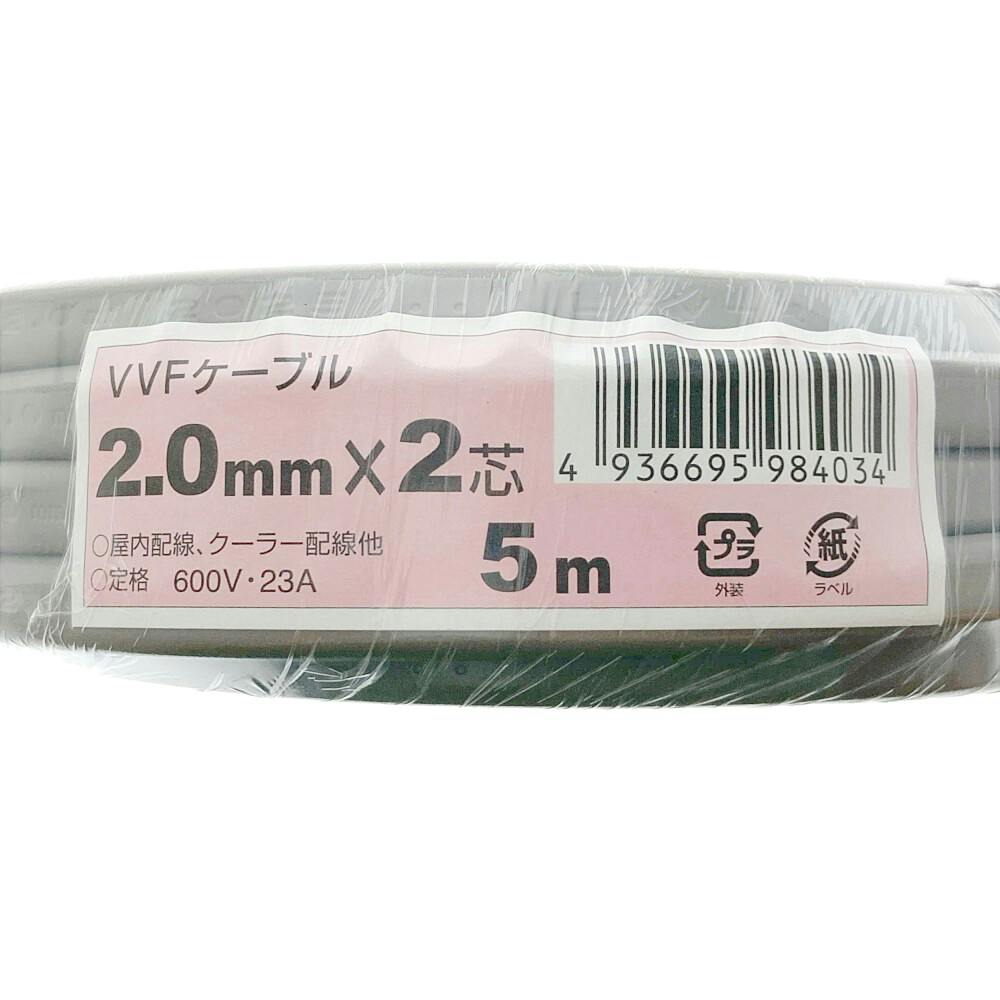 VVFケーブル
2.0mm×2芯
○屋内配線、クーラー配線他
○定格 600V・23A
5m
4 936695 984034
プラ
外装
紙
ラベル